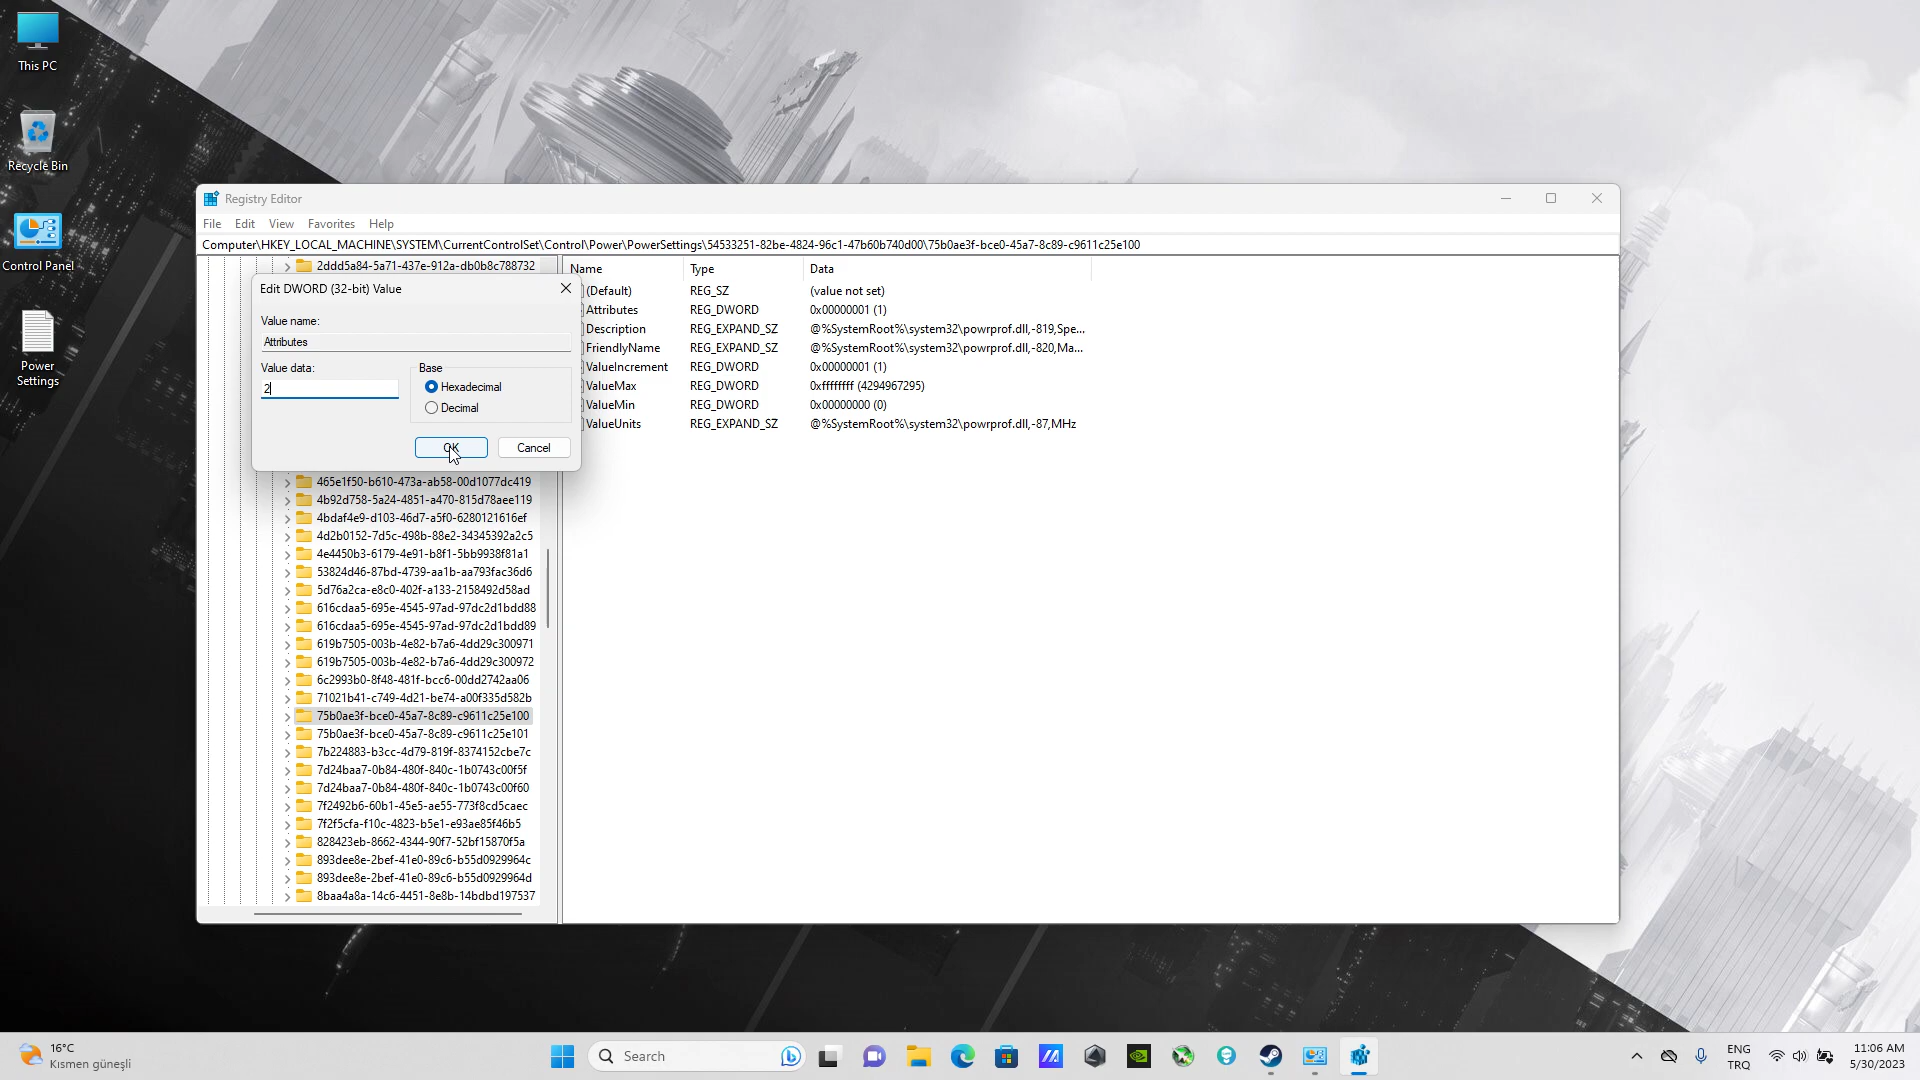 This PC
Recycle Bin
Control Panel
Power
Settings
Registry Editor
File Edit View Favorites Help
Computer\HKEY_LOCAL_MACHINE\SYSTEM\CurrentControlSet\Control\Power\PowerSettings\54533251-82be-4824-96c1-47b60b740d00\75b0ae3f-bce0-45a7-8c89-c9611c25e100
2ddd5a84-5a71-437e-912a-db0b8c788732
Edit DWORD (32-bit) Value
Value name:
Attributes
Value data:
2
Base
Hexadecimal
Decimal
OK
Cancel
465e1f50-b610-473a-ab58-00d1077dc419
4b92d758-5a24-4851-a470-815d78aee119
4bdaf4e9-d103-46d7-a5f0-6280121616ef
4d2b0152-7d5c-498b-88e2-34345392a2c5
4e4450b3-6179-4e91-b8f1-5bb9938f81a1
53824d46-87bd-4739-aa1b-aa793fac36d6
5d76a2ca-e8c0-402f-a133-2158492d58ad
616cdaa5-695e-4545-97ad-97dc2d1bdd88
616cdaa5-695e-4545-97ad-97dc2d1bdd89
619b7505-003b-4e82-b7a6-4dd29c300971
619b7505-003b-4e82-b7a6-4dd29c300972
6c2993b0-8f48-481f-bcc6-00dd2742aa06
71021b41-c749-4d21-be74-a00f335d582b
75b0ae3f-bce0-45a7-8c89-c9611c25e100
75b0ae3f-bce0-45a7-8c89-c9611c25e101
7b224883-b3cc-4d79-819f-8374152cbe7c
7d24baa7-0b84-480f-840c-1b0743c00f5f
7d24baa7-0b84-480f-840c-1b0743c00f60
7f2492b6-60b1-45e5-ae55-773f8cd5caec
7f2f5cfa-f10c-4823-b5e1-e93ae85f46b5
828423eb-8662-4344-90f7-52bf15870f5a
893dee8e-2bef-41e0-89c6-b55d0929964c
893dee8e-2bef-41e0-89c6-b55d0929964d
8baa4a8a-14c6-4451-8e8b-14bdbd197537
Name Type Data
(Default) REG_SZ (value not set)
Attributes REG_DWORD 0x00000001 (1)
Description REG_EXPAND_SZ @%SystemRoot%\system32\powrprof.dll,-819,Spe...
FriendlyName REG_EXPAND_SZ @%SystemRoot%\system32\powrprof.dll,-820,Ma...
ValueIncrement REG_DWORD 0x00000001 (1)
ValueMax REG_DWORD 0xffffffff (4294967295)
ValueMin REG_DWORD 0x00000000 (0)
ValueUnits REG_EXPAND_SZ @%SystemRoot%\system32\powrprof.dll,-87,MHz
16°C
Kısmen güneşli
Search
ENG
TRQ
11:06 AM
5/30/2023